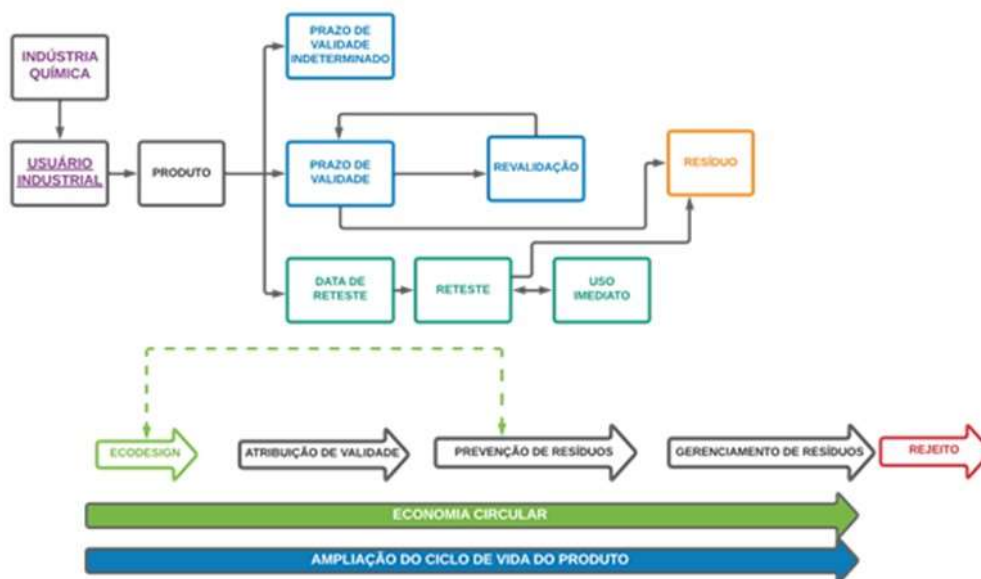 PRAZO DE
VALIDADE
INDETERMINADO
INDÚSTRIA
QUÍMICA
USUÁRIO
INDUSTRIAL
PRODUTO
PRAZO DE
VALIDADE
REVALIDAÇÃO
RESÍDUO
DATA DE
RETESTE
RETESTE
USO
IMEDIATO
ECODESIGN
ATRIBUIÇÃO DE VALIDADE
PREVENÇÃO DE RESÍDUOS
GERENCIAMENTO DE RESÍDUOS
REJEITO
ECONOMIA CIRCULAR
AMPLIAÇÃO DO CICLO DE VIDA DO PRODUTO